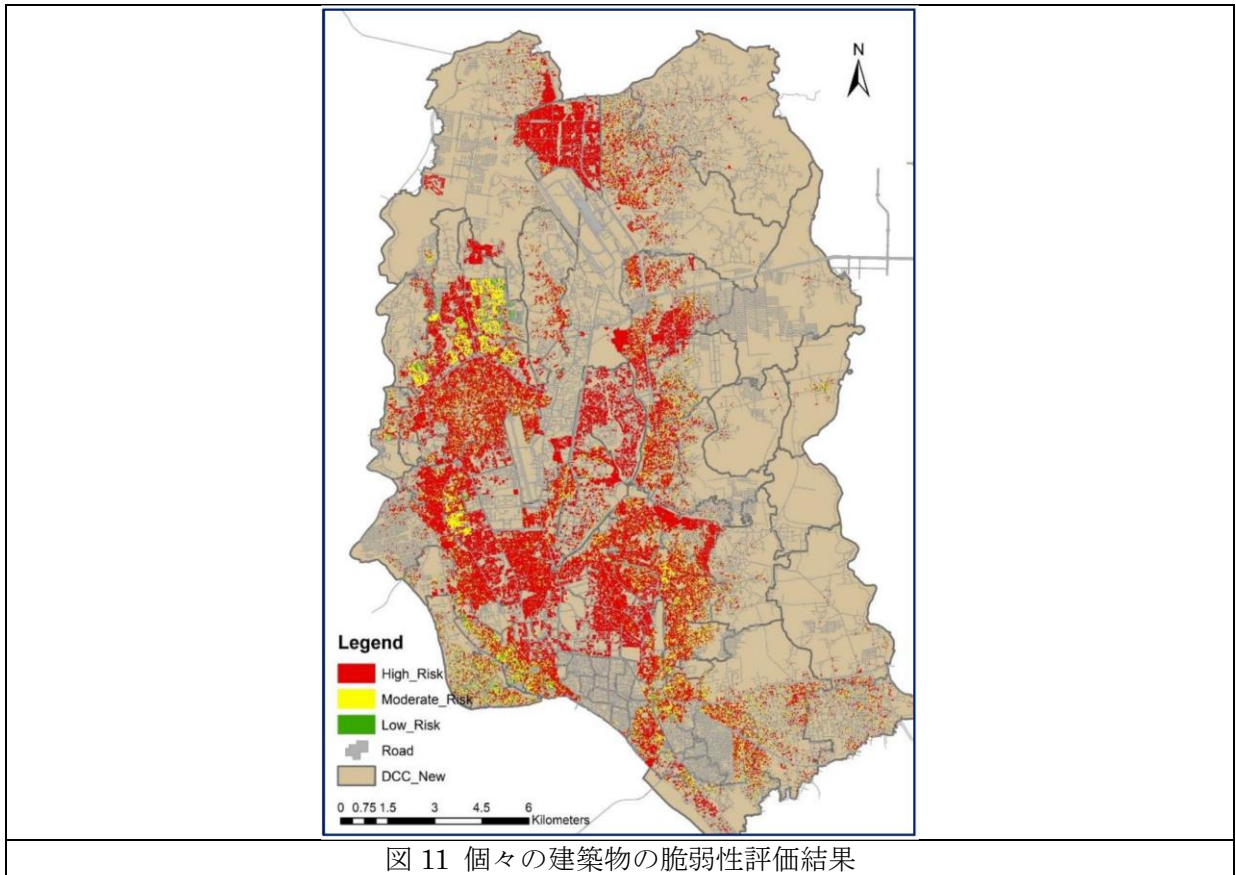 N
Legend
High_Risk
Moderate_Risk
Low_Risk
Road
DCC_New
0 0.75 1.5 3 4.5 6
Kilometers
図 11 個々の建築物の脆弱性評価結果